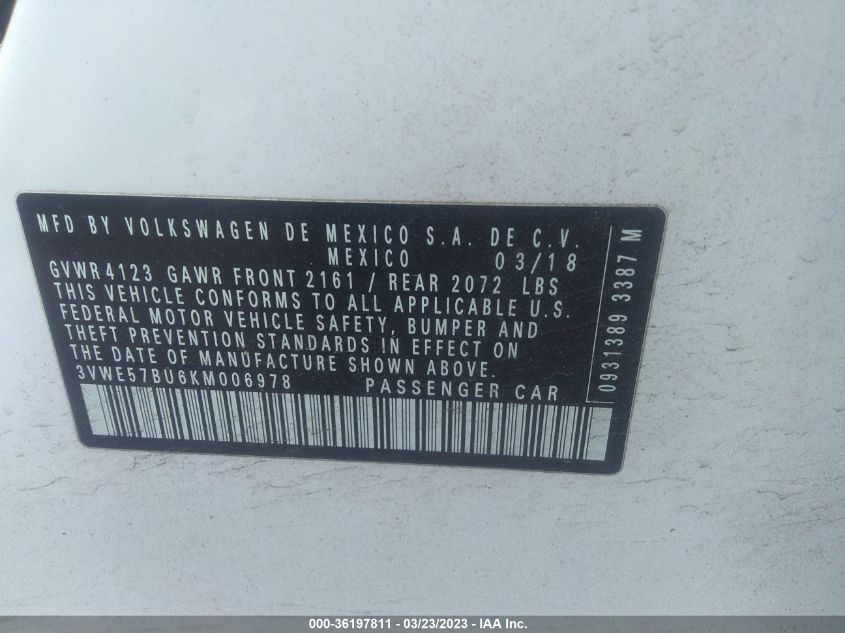 MFD BY VOLKSWAGEN DE MEXICO S.A. DE C.V.
MEXICO 03/18
GVWR4123 GAWR FRONT 2161 / REAR 2072 LBS
THIS VEHICLE CONFORMS TO ALL APPLICABLE U.S.
FEDERAL MOTOR VEHICLE SAFETY, BUMPER AND
THEFT PREVENTION STANDARDS IN EFFECT ON
THE DATE OF MANUFACTURE SHOWN ABOVE.
3VWE57BU6KM006978 PASSENGER CAR
0931389 3387 M
000-36197811 - 03/23/2023 - IAA Inc.